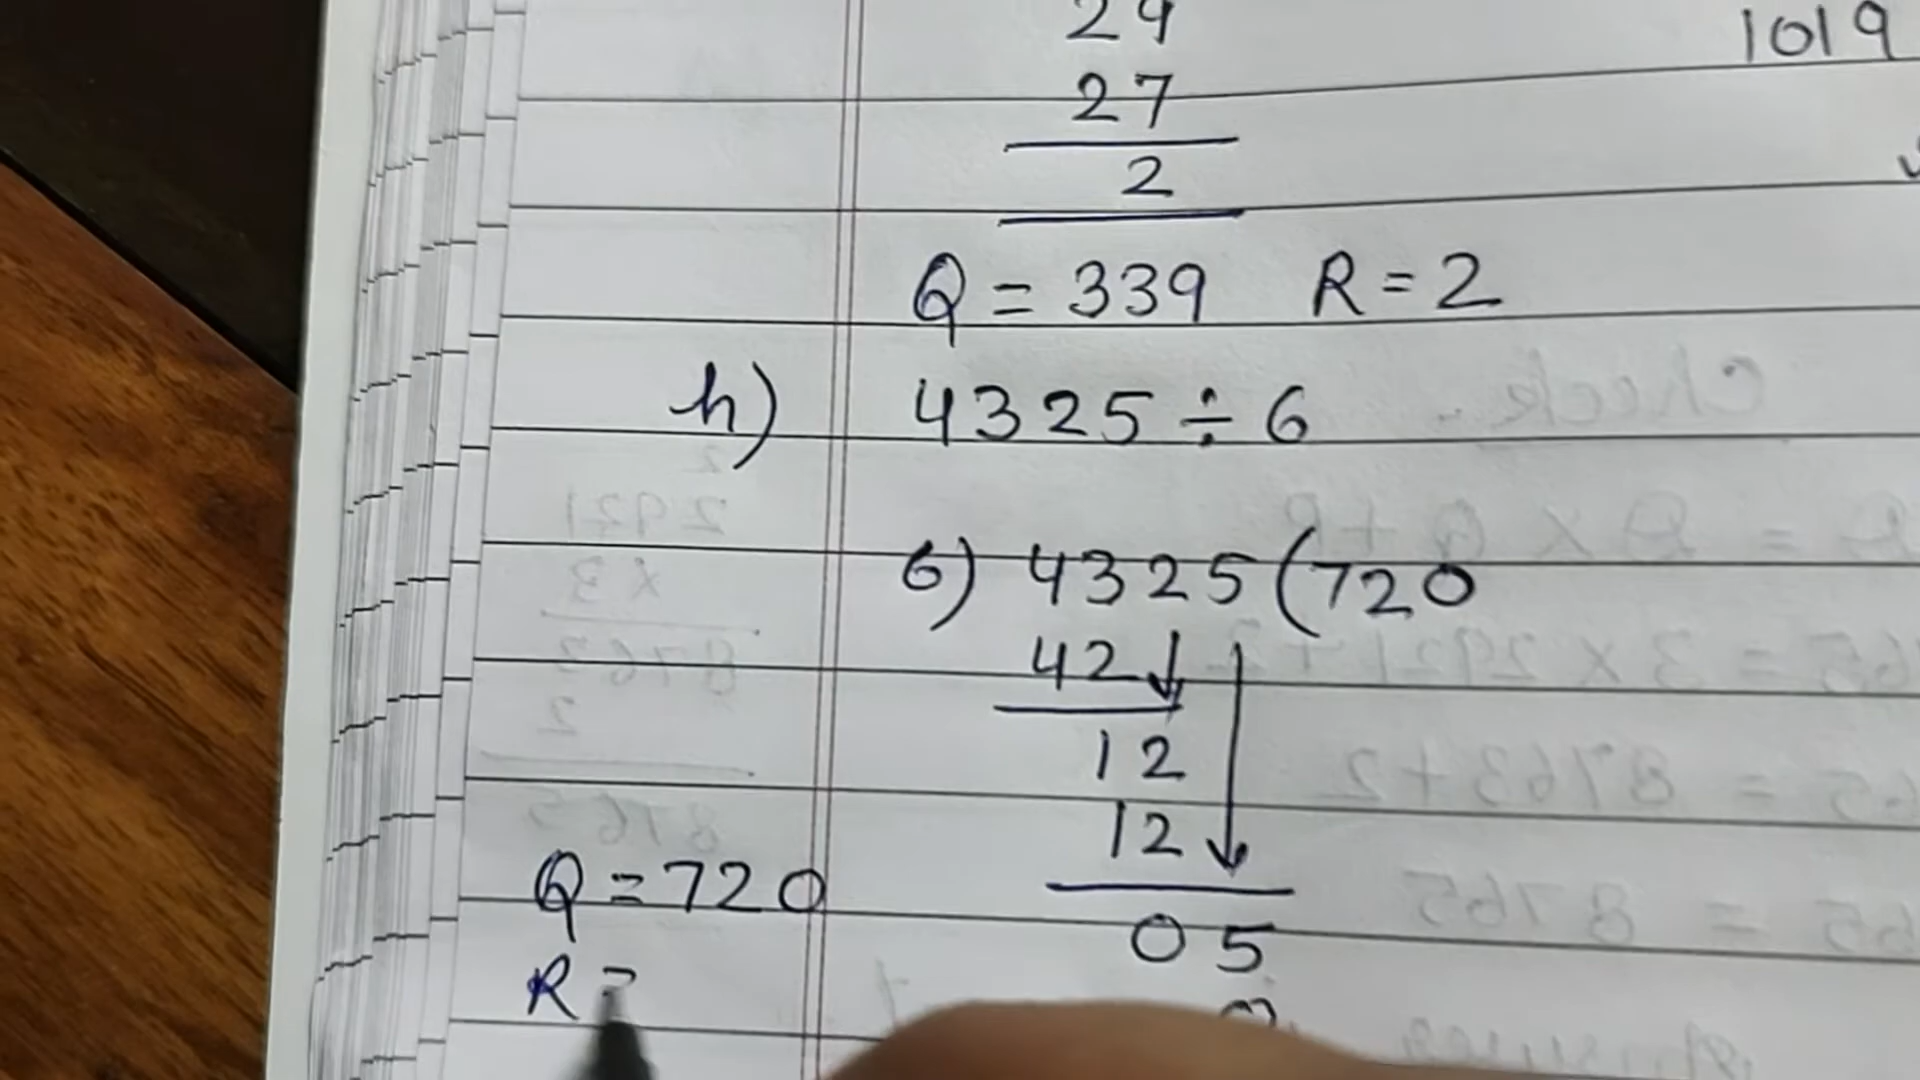 29
1019
27
2
Q = 339 R = 2
h) 4325 ÷ 6
6) 4325 (720
42
12
12
Q = 720
05
R =